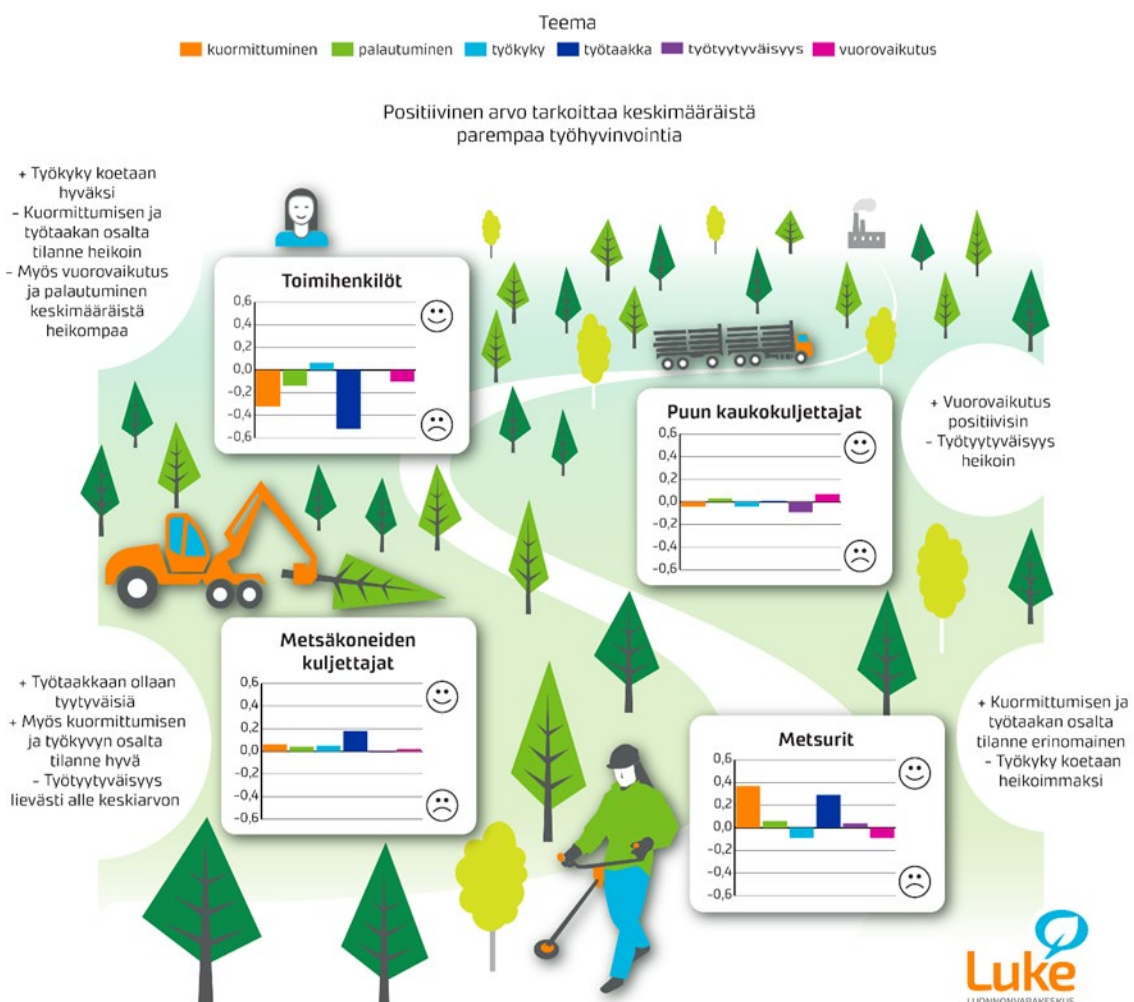 Teema
kuormittuminen palautuminen työkyky työtaakka työtyytyväisyys vuorovaikutus
Positiivinen arvo tarkoittaa keskimääräistä
parempaa työhyvinvointia
+ Työkyky koetaan
hyväksi
- Kuormittumisen ja
työtaakan osalta
tilanne heikoin
- Myös vuorovaikutus
ja palautuminen
keskimääräistä
heikompaa
Toimihenkilöt
0,6
0,4
0,2
0,0
-0,2
-0,4
-0,6
Puun kaukokuljettajat
0,6
0,4
0,2
0,0
-0,2
-0,4
-0,6
+ Vuorovaikutus
positiivisin
- Työtyytyväisyys
heikoin
+ Työtaakkaan ollaan
tyytyväisiä
+ Myös kuormittumisen
ja työkyvyn osalta
tilanne hyvä
- Työtyytyväisyys
lievästi alle keskiarvon
Metsäkoneiden
kuljettajat
0,6
0,4
0,2
0,0
-0,2
-0,4
-0,6
Metsurit
0,6
0,4
0,2
0,0
-0,2
-0,4
-0,6
+ Kuormittumisen ja
työtaakan osalta
tilanne erinomainen
- Työkyky koetaan
heikoimmaksi
Luke
LUONNONVARAKESKUS